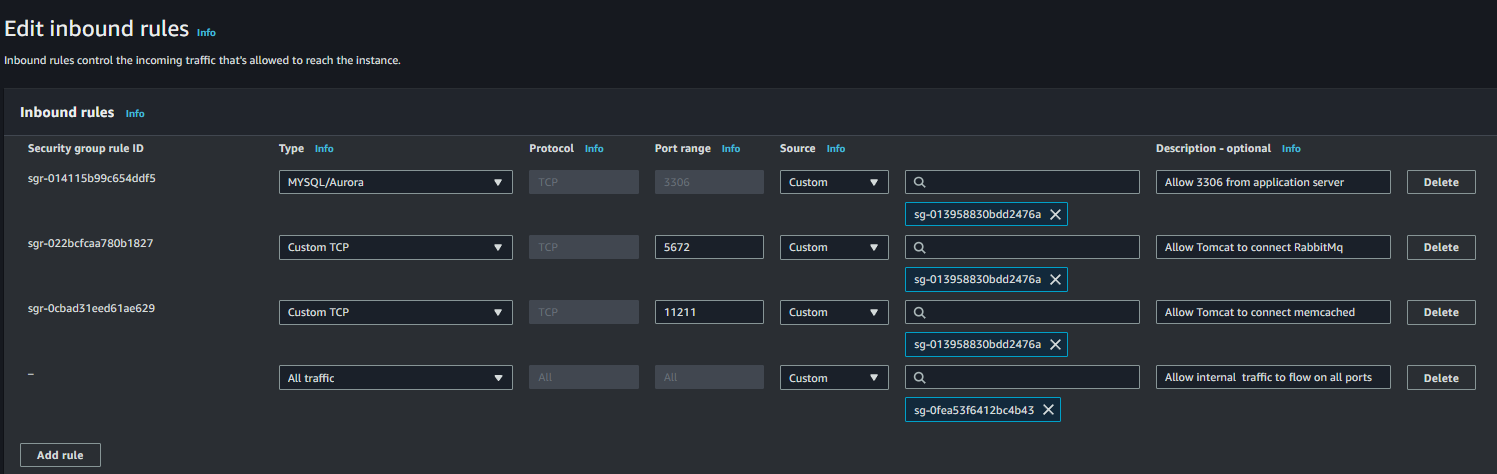 Edit inbound rules Info
Inbound rules control the incoming traffic that's allowed to reach the instance.
Inbound rules Info
Security group rule ID Type Info Protocol Info Port range Info Source Info Description - optional Info
sgr-014115b99c654ddf5 MYSQL/Aurora TCP 3306 Custom Allow 3306 from application server Delete
sg-013958830bdd2476a
sgr-022bcfcaa780b1827 Custom TCP TCP 5672 Custom Allow Tomcat to connect RabbitMq Delete
sg-013958830bdd2476a
sgr-0cbad31eed61ae629 Custom TCP TCP 11211 Custom Allow Tomcat to connect memcached Delete
sg-013958830bdd2476a
– All traffic All All Custom Allow internal  traffic to flow on all ports Delete
sg-0fea53f6412bc4b43
Add rule